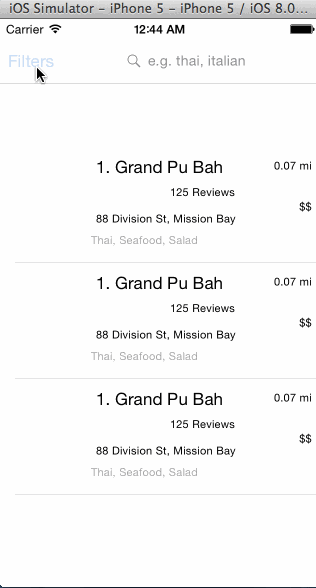 iOS Simulator - iPhone 5 - iPhone 5 / iOS 8.0...
Carrier 12:44 AM
Filters e.g. thai, italian
1. Grand Pu Bah 0.07 mi
125 Reviews $$
88 Division St, Mission Bay
Thai, Seafood, Salad
1. Grand Pu Bah 0.07 mi
125 Reviews $$
88 Division St, Mission Bay
Thai, Seafood, Salad
1. Grand Pu Bah 0.07 mi
125 Reviews $$
88 Division St, Mission Bay
Thai, Seafood, Salad